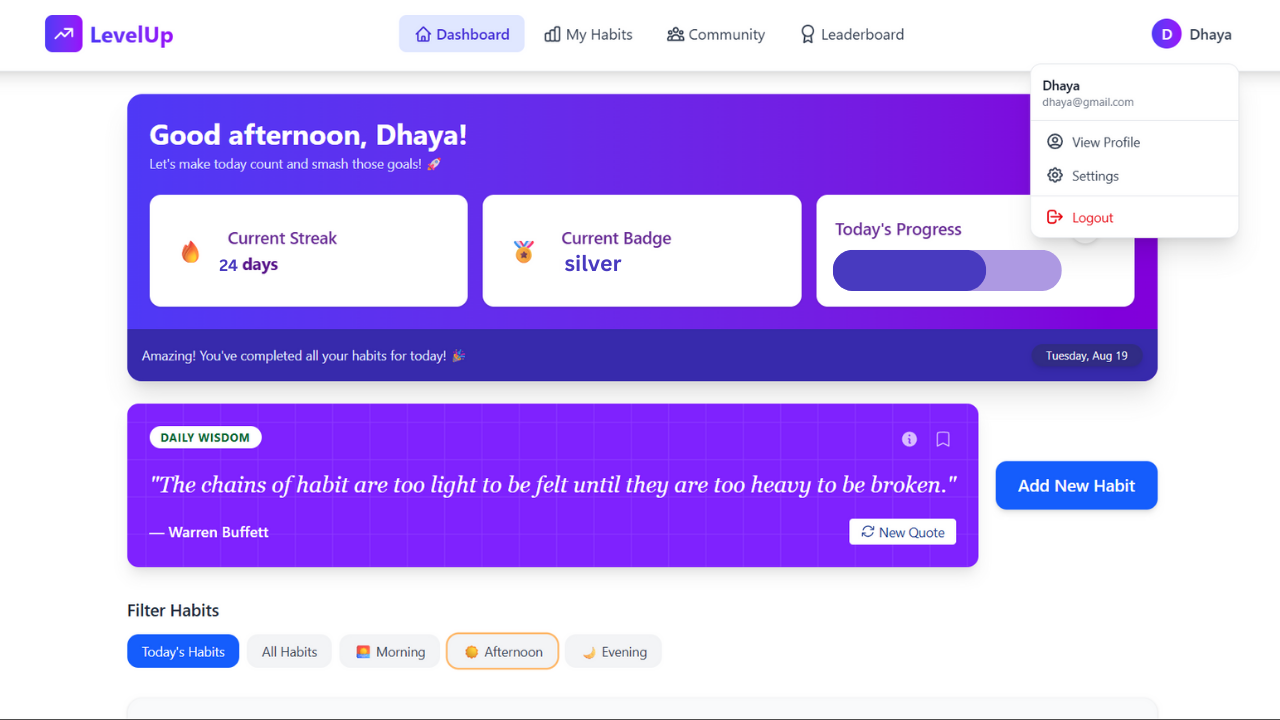 LevelUp
Dashboard
My Habits
Community
Leaderboard
D
Dhaya
Dhaya
dhaya@gmail.com
View Profile
Settings
Logout
Good afternoon, Dhaya!
Let's make today count and smash those goals! 🚀
Current Streak
24 days
Current Badge
silver
Today's Progress
Amazing! You've completed all your habits for today! 🎉
Tuesday, Aug 19
DAILY WISDOM
"The chains of habit are too light to be felt until they are too heavy to be broken."
— Warren Buffett
New Quote
Add New Habit
Filter Habits
Today's Habits
All Habits
Morning
Afternoon
Evening